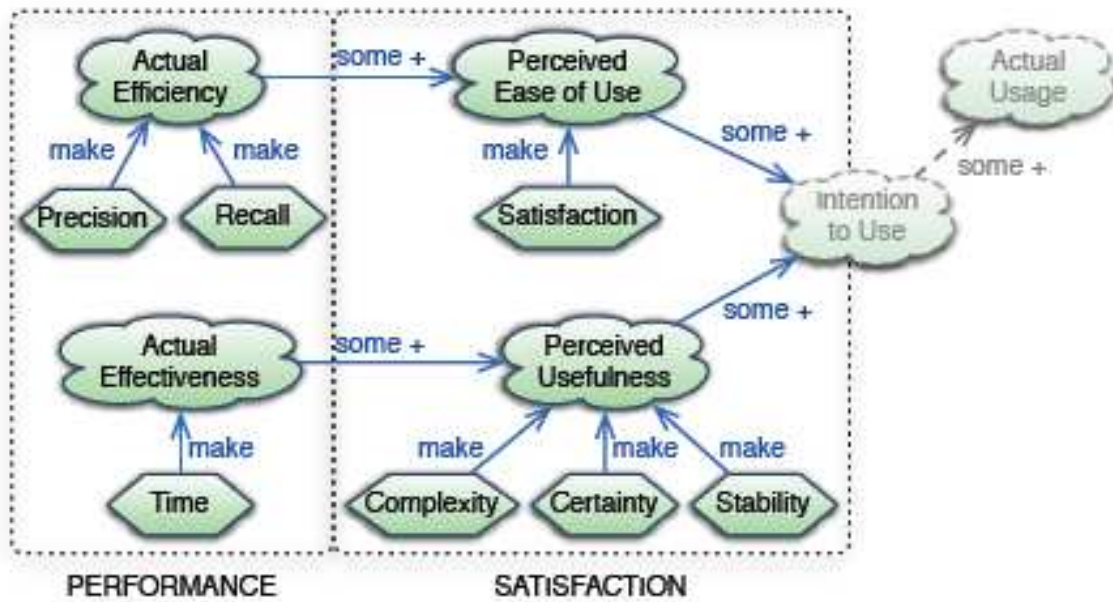 Actual
Efficiency
some +
Perceived
Ease of Use
Actual
Usage
make
make
make
some +
some +
Precision
Recall
Satisfaction
Intention
to Use
Actual
Effectiveness
some +
Perceived
Usefulness
some +
make
make
make
make
Time
Complexity
Certainty
Stability
PERFORMANCE
SATISFACTION